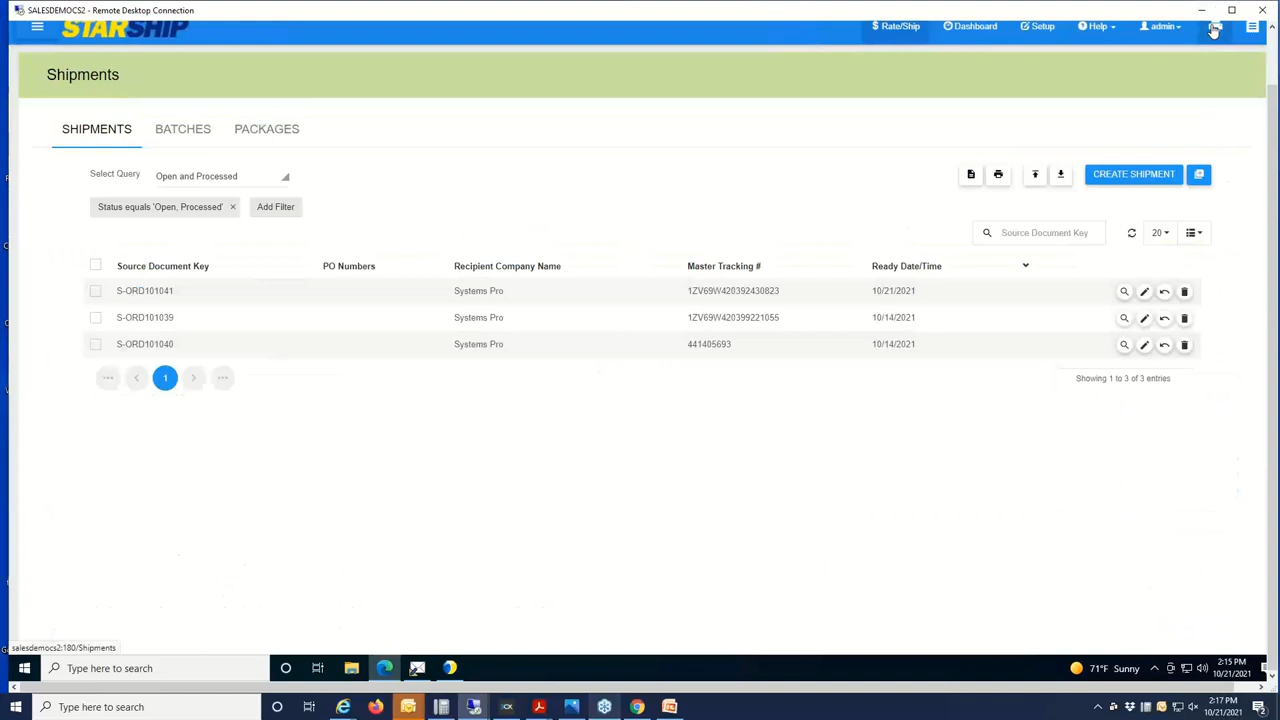 SALESDEMOCS2 - Remote Desktop Connection
STARSHIP
Rate/Ship
Dashboard
Setup
Help
admin
Shipments
SHIPMENTS
BATCHES
PACKAGES
Select Query
Open and Processed
CREATE SHIPMENT
Status equals 'Open, Processed' ×
Add Filter
Source Document Key
20
Source Document Key PO Numbers Recipient Company Name Master Tracking # Ready Date/Time
S-ORD101041 Systems Pro 1ZV69W420392430823 10/21/2021
S-ORD101039 Systems Pro 1ZV69W420399221055 10/14/2021
S-ORD101040 Systems Pro 441405693 10/14/2021
1
Showing 1 to 3 of 3 entries
salesdemocs2:180/Shipments
Type here to search
71°F Sunny
2:15 PM
10/21/2021
Type here to search
2:17 PM
10/21/2021
2